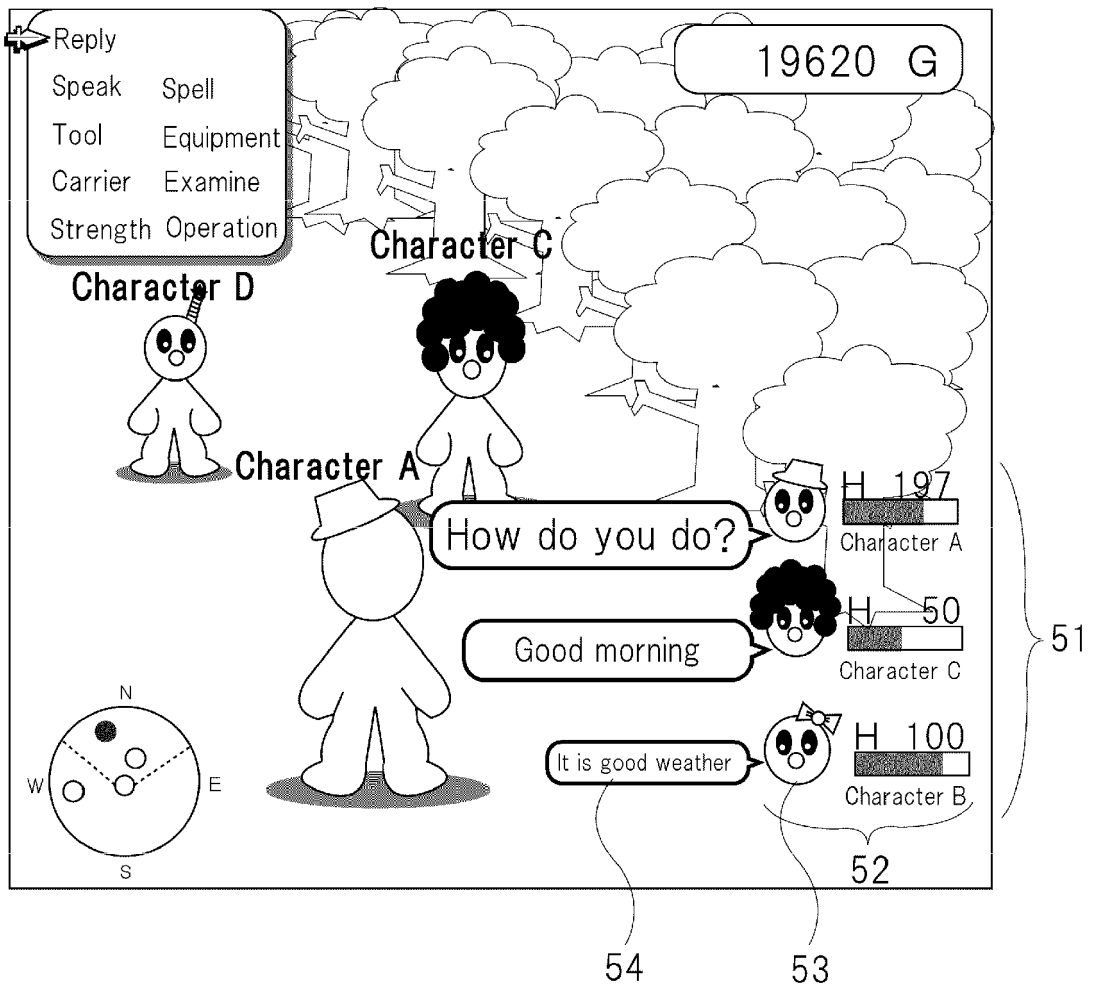 Reply
Speak Spell
Tool Equipment
Carrier Examine
Strength Operation
19620 G
Character C
Character D
Character A
H 197
How do you do?
Character A
H 50
Good morning
Character C
51
N
W E
S
H 100
It is good weather
Character B
52
54 53